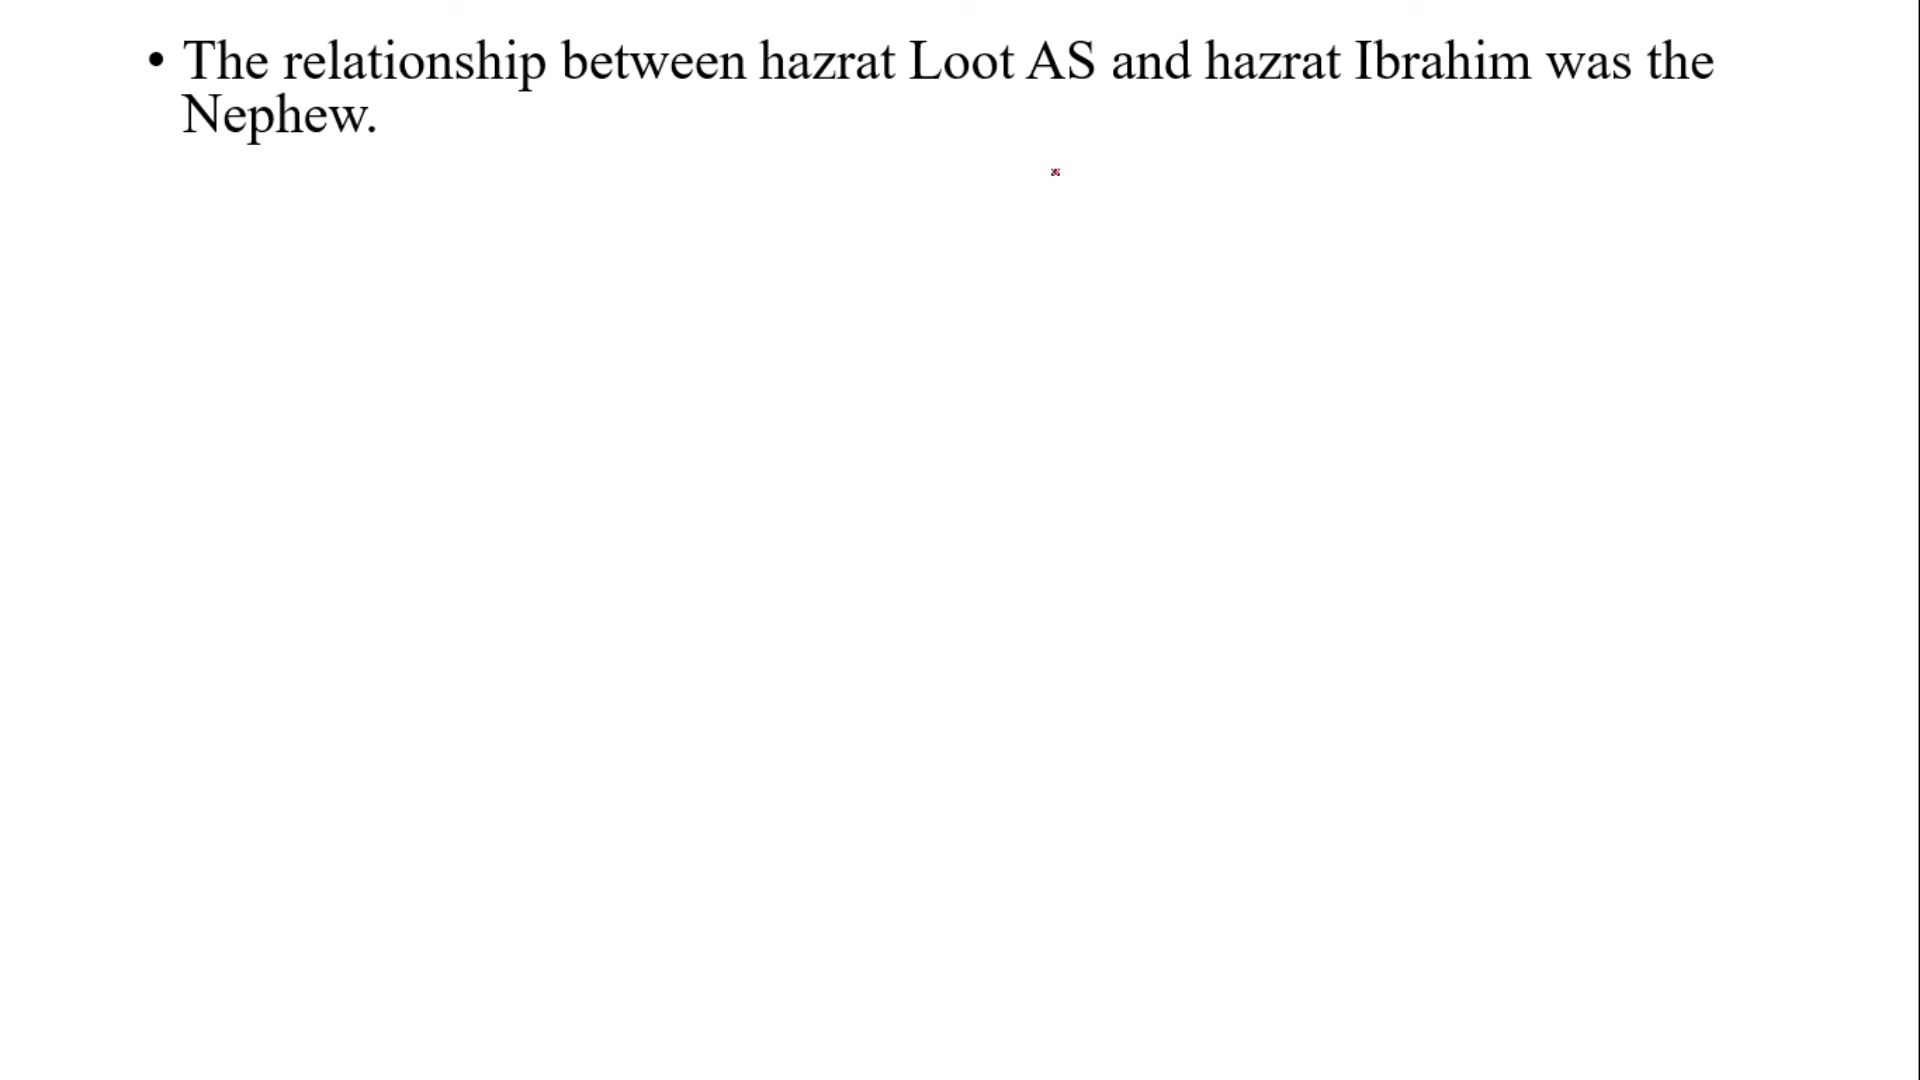 • The relationship between hazrat Loot AS and hazrat Ibrahim was the
Nephew.